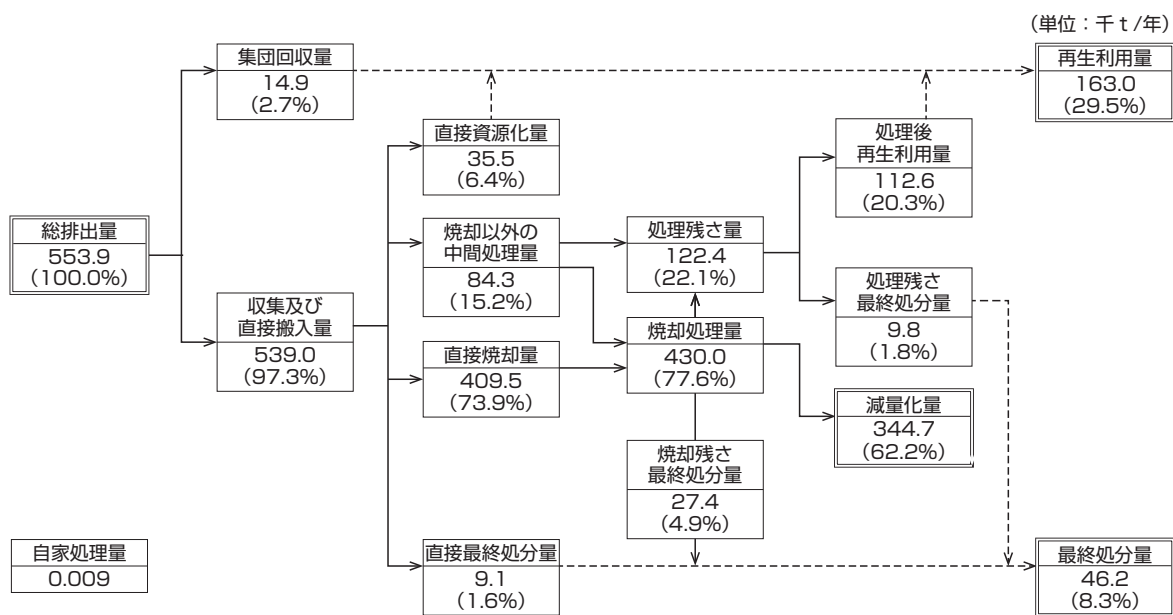 (単位:千t/年)
集団回収量
14.9
(2.7%)
再生利用量
163.0
(29.5%)
直接資源化量
35.5
(6.4%)
処理後
再生利用量
112.6
(20.3%)
総排出量
553.9
(100.0%)
焼却以外の
中間処理量
84.3
(15.2%)
処理残さ量
122.4
(22.1%)
処理残さ
最終処分量
9.8
(1.8%)
収集及び
直接搬入量
539.0
(97.3%)
直接焼却量
409.5
(73.9%)
焼却処理量
430.0
(77.6%)
減量化量
344.7
(62.2%)
焼却残さ
最終処分量
27.4
(4.9%)
自家処理量
0.009
直接最終処分量
9.1
(1.6%)
最終処分量
46.2
(8.3%)